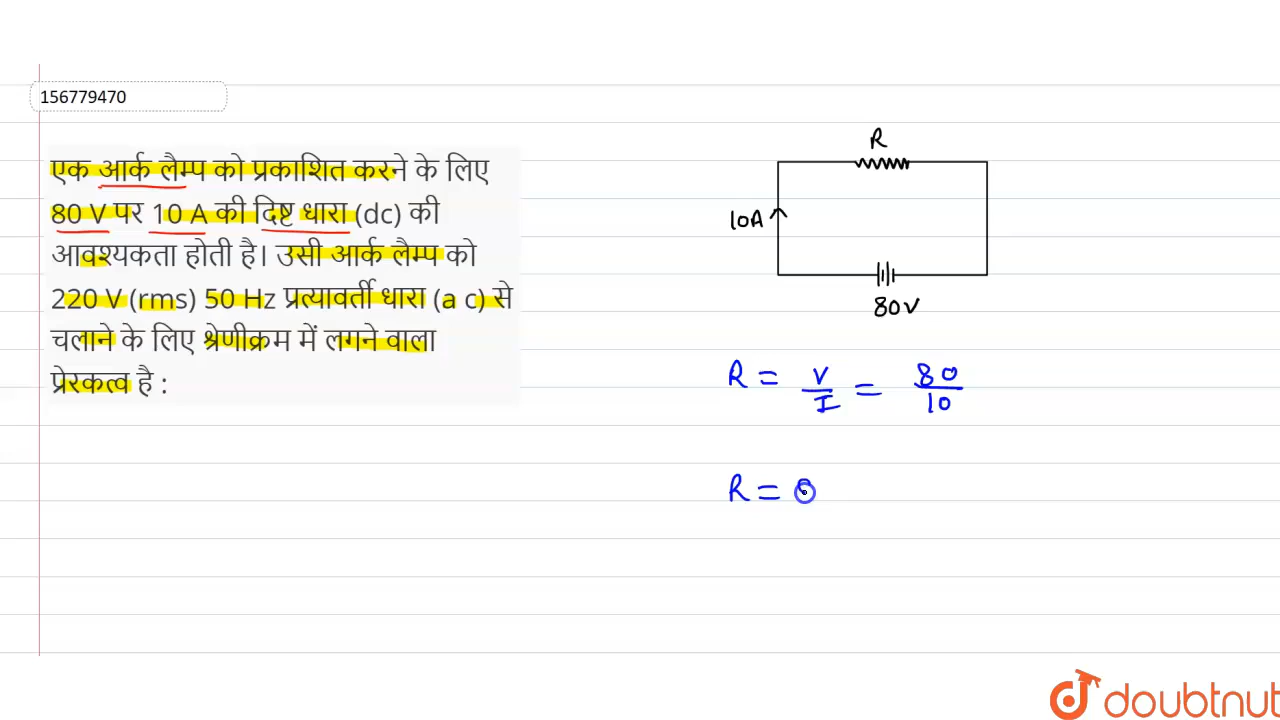 156779470
एक आर्क लैम्प को प्रकाशित करने के लिए
80 V पर 10 A की दिष्ट धारा (dc) की
आवश्यकता होती है। उसी आर्क लैम्प को
220 V (rms) 50 Hz प्रत्यावर्ती धारा (a c) से
चलाने के लिए श्रेणीक्रम में लगने वाला
प्रेरकत्व है :
R
10A
80V
R = V/I = 80/10
R =
doubtnut